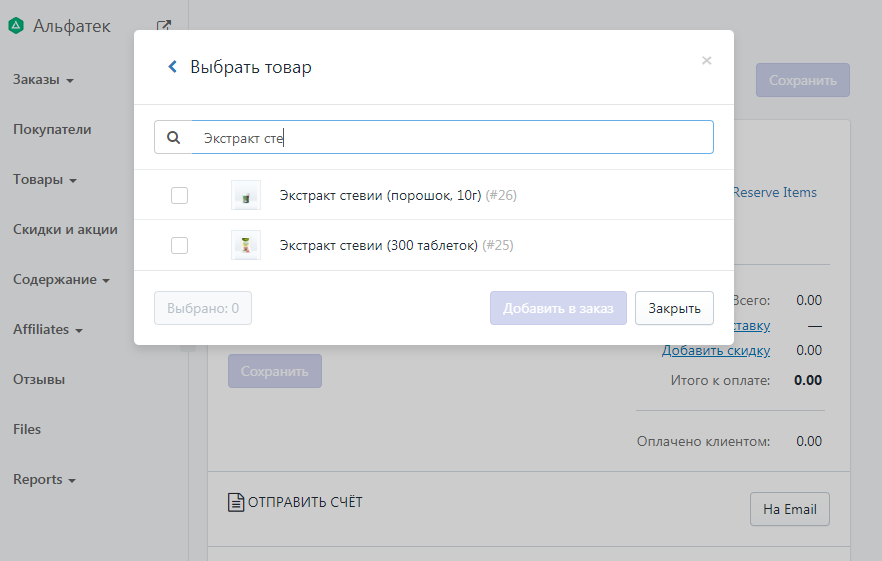 Альфатек
Заказы
Покупатели
Товары
Скидки и акции
Содержание
Affiliates
Отзывы
Files
Reports
Выбрать товар
×
Экстракт сте
Экстракт стевии (порошок, 10г) (#26)
Экстракт стевии (300 таблеток) (#25)
Выбрано: 0
Добавить в заказ
Закрыть
Сохранить
Reserve Items
Всего: 0.00
тавку —
Добавить скидку 0.00
Итого к оплате: 0.00
Оплачено клиентом: 0.00
Сохранить
ОТПРАВИТЬ СЧЁТ
На Email